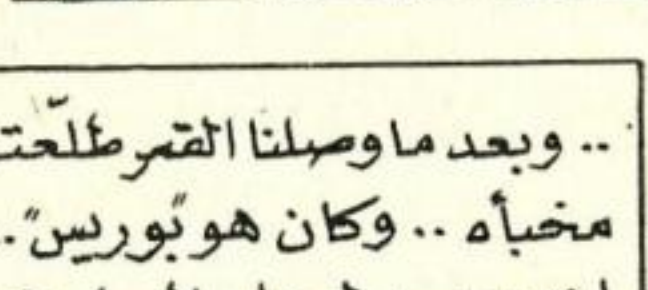 .. وبعد ما وصلنا القمر طلّعت
مخبأه .. وكان هو "بوريس".